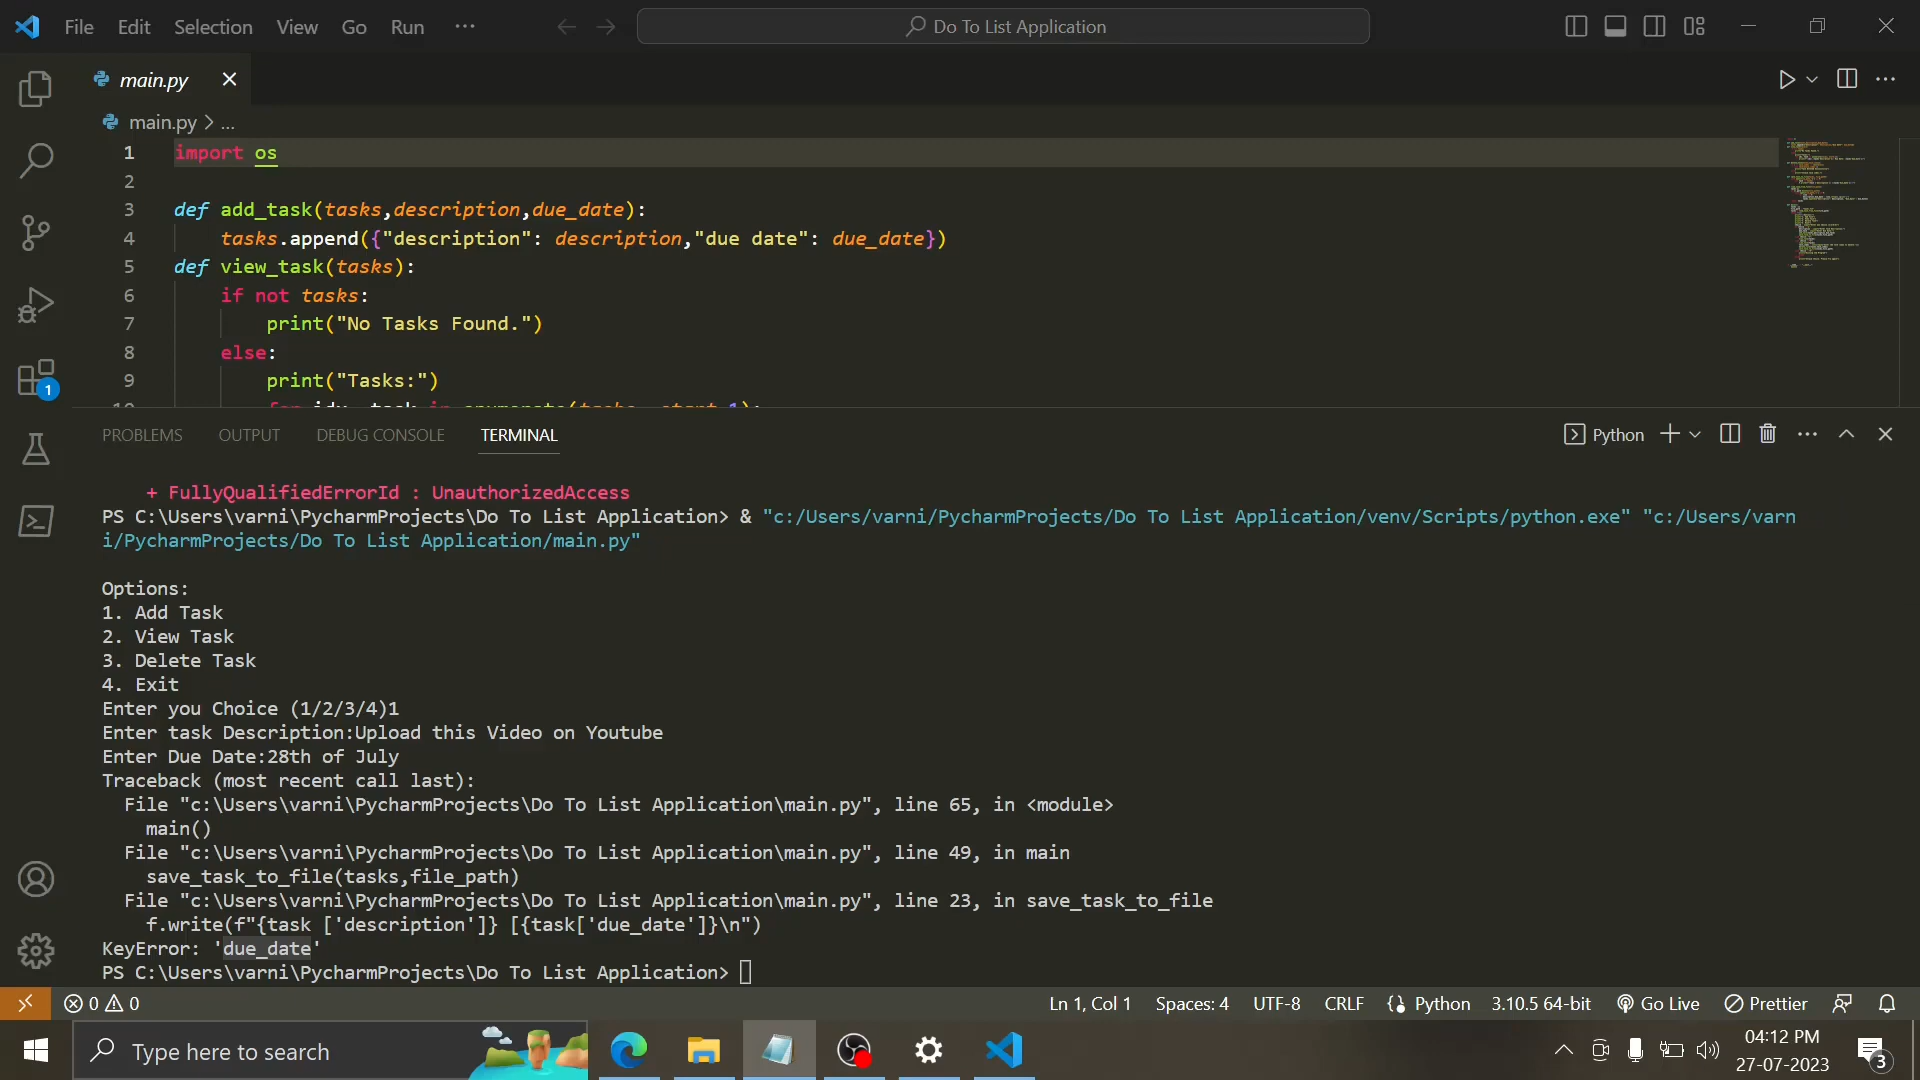 File Edit Selection View Go Run ··· Do To List Application
main.py
main.py > ...
1 import os
2
3 def add_task(tasks,description,due_date):
4 tasks.append({"description": description,"due date": due_date})
5 def view_task(tasks):
6 if not tasks:
7 print("No Tasks Found.")
8 else:
9 print("Tasks:")
PROBLEMS OUTPUT DEBUG CONSOLE TERMINAL Python
+ FullyQualifiedErrorId : UnauthorizedAccess
PS C:\Users\varni\PycharmProjects\Do To List Application> & "c:/Users/varni/PycharmProjects/Do To List Application/venv/Scripts/python.exe" "c:/Users/varn
i/PycharmProjects/Do To List Application/main.py"
Options:
1. Add Task
2. View Task
3. Delete Task
4. Exit
Enter you Choice (1/2/3/4)1
Enter task Description:Upload this Video on Youtube
Enter Due Date:28th of July
Traceback (most recent call last):
File "c:\Users\varni\PycharmProjects\Do To List Application\main.py", line 65, in <module>
main()
File "c:\Users\varni\PycharmProjects\Do To List Application\main.py", line 49, in main
save_task_to_file(tasks,file_path)
File "c:\Users\varni\PycharmProjects\Do To List Application\main.py", line 23, in save_task_to_file
f.write(f"{task ['description']} [{task['due_date']}\n")
KeyError: 'due_date'
PS C:\Users\varni\PycharmProjects\Do To List Application>
1
0 0 Ln 1, Col 1 Spaces: 4 UTF-8 CRLF Python 3.10.5 64-bit Go Live Prettier
Type here to search
04:12 PM
27-07-2023
3